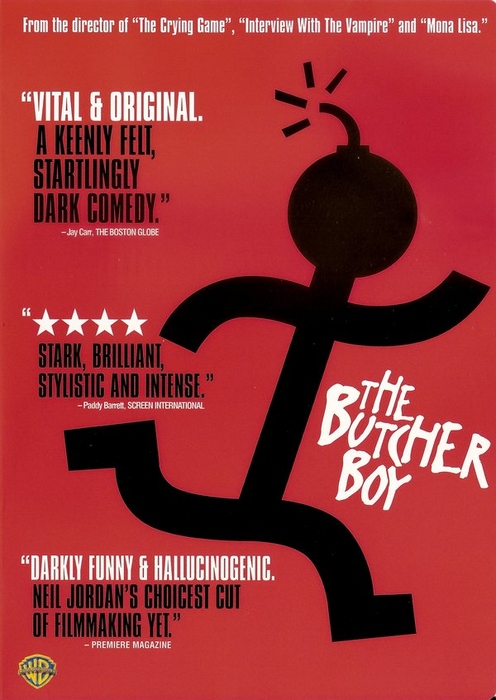 From the director of "The Crying Game", "Interview With The Vampire" and "Mona Lisa."
"VITAL & ORIGINAL.
A KEENLY FELT,
STARTLINGLY
DARK COMEDY."
– Jay Carr, THE BOSTON GLOBE
"★★★★
STARK, BRILLIANT,
STYLISTIC AND INTENSE."
– Paddy Barrett, SCREEN INTERNATIONAL
THE
BUTCHER
BOY
"DARKLY FUNNY & HALLUCINOGENIC.
NEIL JORDAN'S CHOICEST CUT
OF FILMMAKING YET."
– PREMIERE MAGAZINE
WB